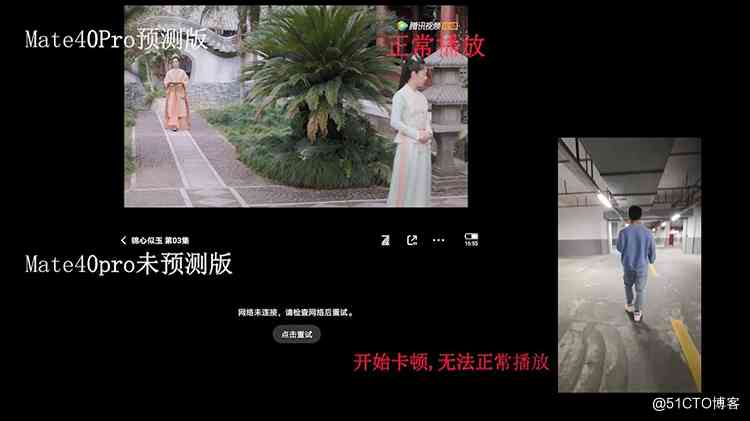 Mate40Pro预测版
腾讯视频
正常播放
锦心似玉 第03集
16:55
Mate40pro未预测版
网络未连接，请检查网络后重试。
点击重试
开始卡顿,无法正常播放
@51CTO博客